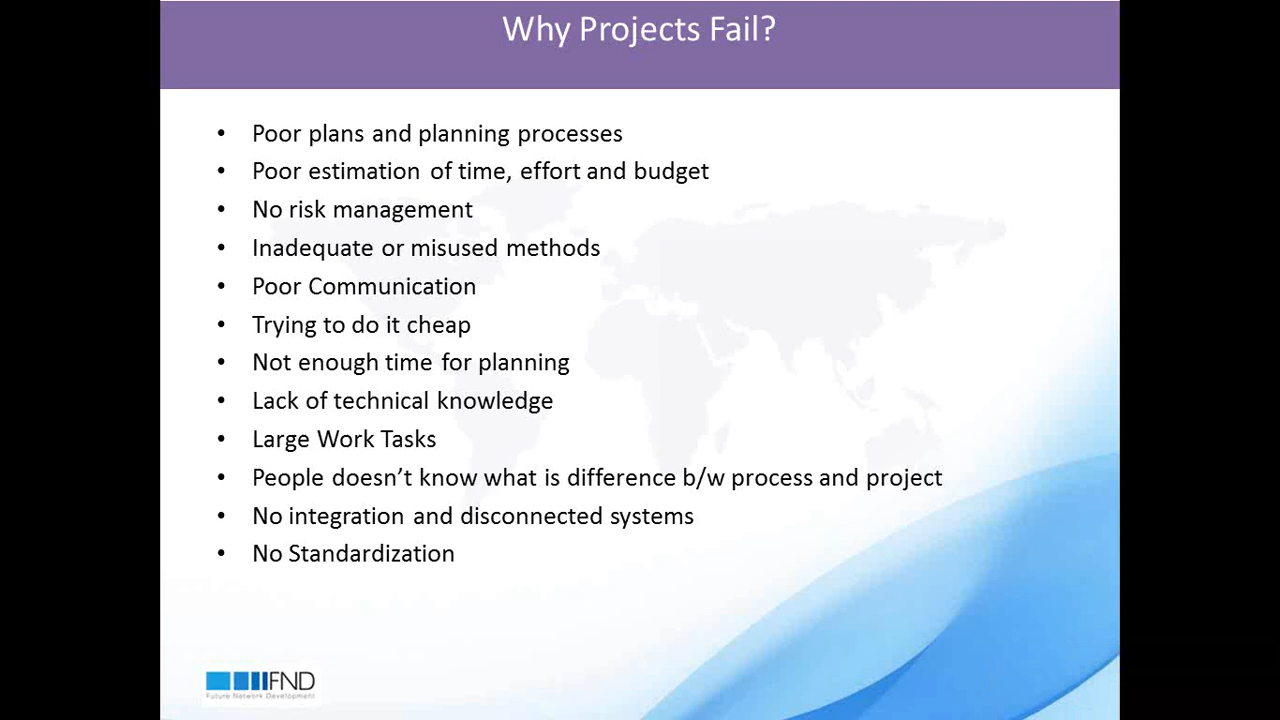 Why Projects Fail?
• Poor plans and planning processes
• Poor estimation of time, effort and budget
• No risk management
• Inadequate or misused methods
• Poor Communication
• Trying to do it cheap
• Not enough time for planning
• Lack of technical knowledge
• Large Work Tasks
• People doesn’t know what is difference b/w process and project
• No integration and disconnected systems
• No Standardization
FND
Future Network Development